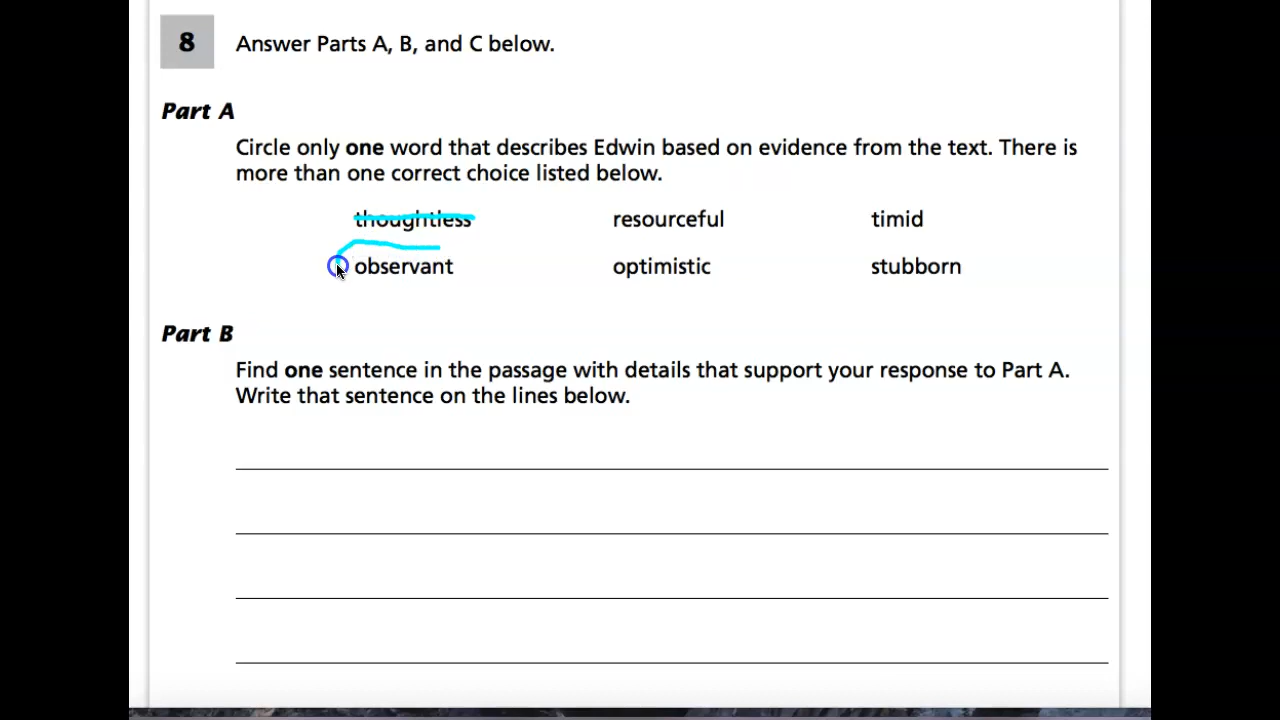 8 Answer Parts A, B, and C below.
Part A
Circle only one word that describes Edwin based on evidence from the text. There is
more than one correct choice listed below.
thoughtless resourceful timid
observant optimistic stubborn
Part B
Find one sentence in the passage with details that support your response to Part A.
Write that sentence on the lines below.